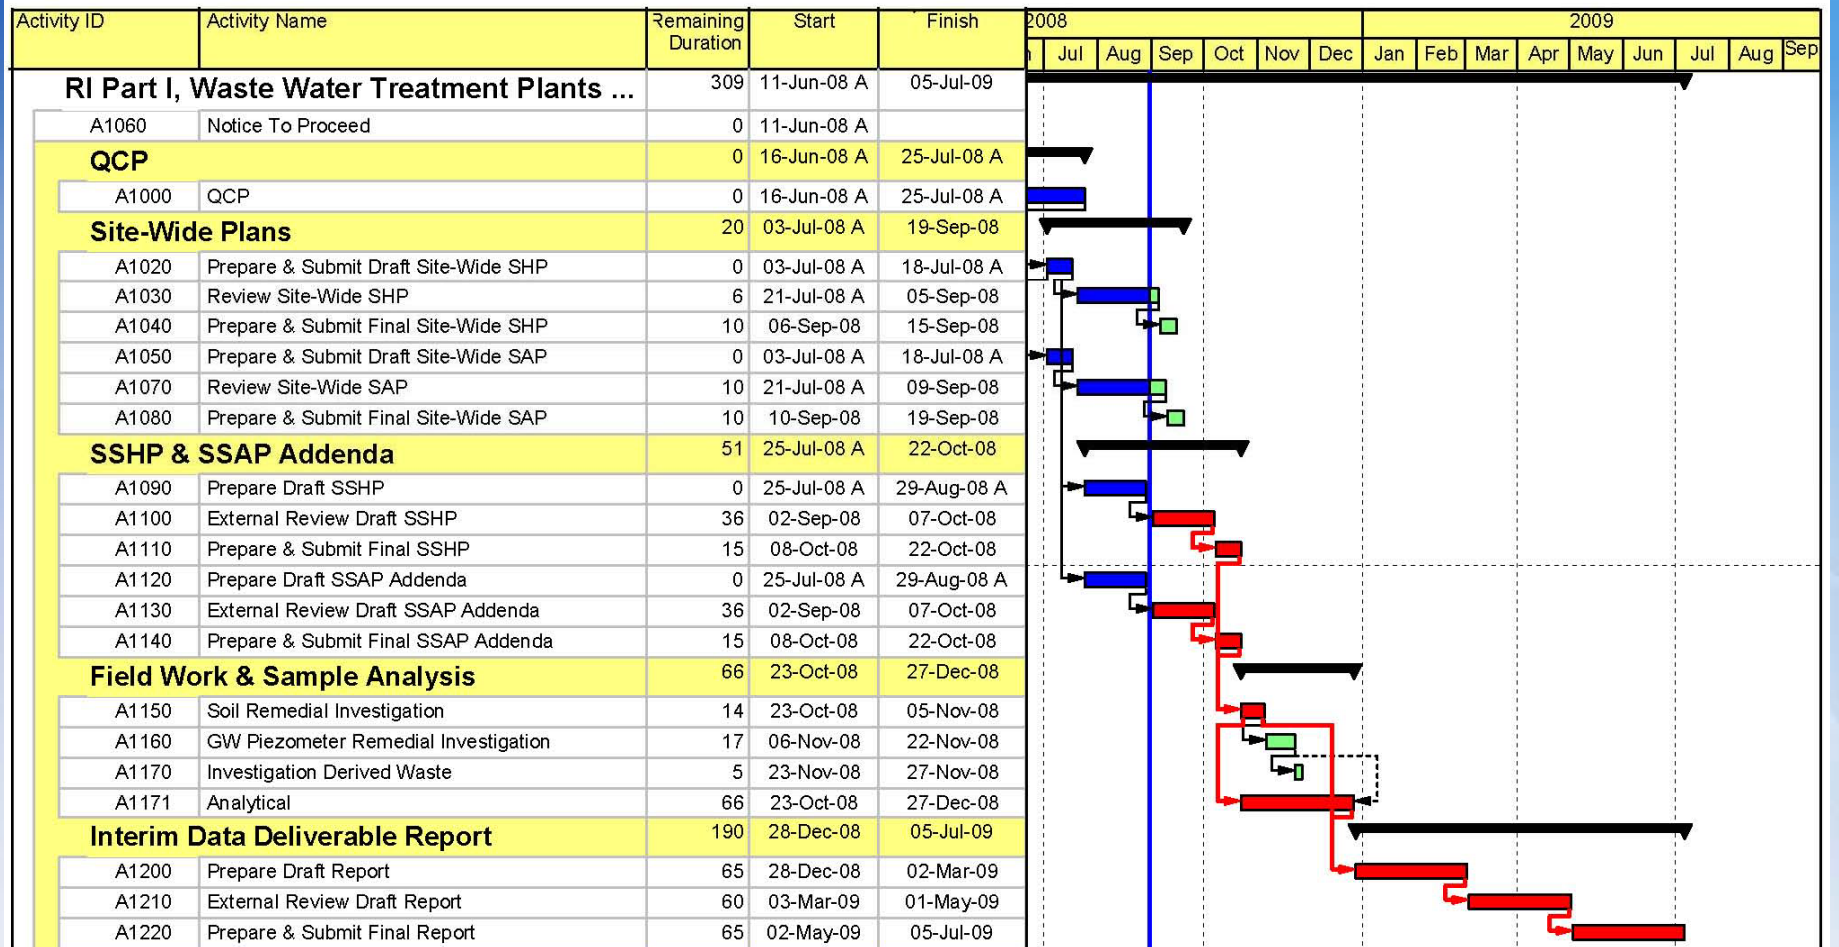 Activity ID Activity Name Remaining Duration Start Finish 2008 2009
Jul Aug Sep Oct Nov Dec Jan Feb Mar Apr May Jun Jul Aug Sep
RI Part I, Waste Water Treatment Plants ... 309 11-Jun-08 A 05-Jul-09
A1060 Notice To Proceed 0 11-Jun-08 A
QCP 0 16-Jun-08 A 25-Jul-08 A
A1000 QCP 0 16-Jun-08 A 25-Jul-08 A
Site-Wide Plans 20 03-Jul-08 A 19-Sep-08
A1020 Prepare & Submit Draft Site-Wide SHP 0 03-Jul-08 A 18-Jul-08 A
A1030 Review Site-Wide SHP 6 21-Jul-08 A 05-Sep-08
A1040 Prepare & Submit Final Site-Wide SHP 10 06-Sep-08 15-Sep-08
A1050 Prepare & Submit Draft Site-Wide SAP 0 03-Jul-08 A 18-Jul-08 A
A1070 Review Site-Wide SAP 10 21-Jul-08 A 09-Sep-08
A1080 Prepare & Submit Final Site-Wide SAP 10 10-Sep-08 19-Sep-08
SSHP & SSAP Addenda 51 25-Jul-08 A 22-Oct-08
A1090 Prepare Draft SSHP 0 25-Jul-08 A 29-Aug-08 A
A1100 External Review Draft SSHP 36 02-Sep-08 07-Oct-08
A1110 Prepare & Submit Final SSHP 15 08-Oct-08 22-Oct-08
A1120 Prepare Draft SSAP Addenda 0 25-Jul-08 A 29-Aug-08 A
A1130 External Review Draft SSAP Addenda 36 02-Sep-08 07-Oct-08
A1140 Prepare & Submit Final SSAP Addenda 15 08-Oct-08 22-Oct-08
Field Work & Sample Analysis 66 23-Oct-08 27-Dec-08
A1150 Soil Remedial Investigation 14 23-Oct-08 05-Nov-08
A1160 GW Piezometer Remedial Investigation 17 06-Nov-08 22-Nov-08
A1170 Investigation Derived Waste 5 23-Nov-08 27-Nov-08
A1171 Analytical 66 23-Oct-08 27-Dec-08
Interim Data Deliverable Report 190 28-Dec-08 05-Jul-09
A1200 Prepare Draft Report 65 28-Dec-08 02-Mar-09
A1210 External Review Draft Report 60 03-Mar-09 01-May-09
A1220 Prepare & Submit Final Report 65 02-May-09 05-Jul-09